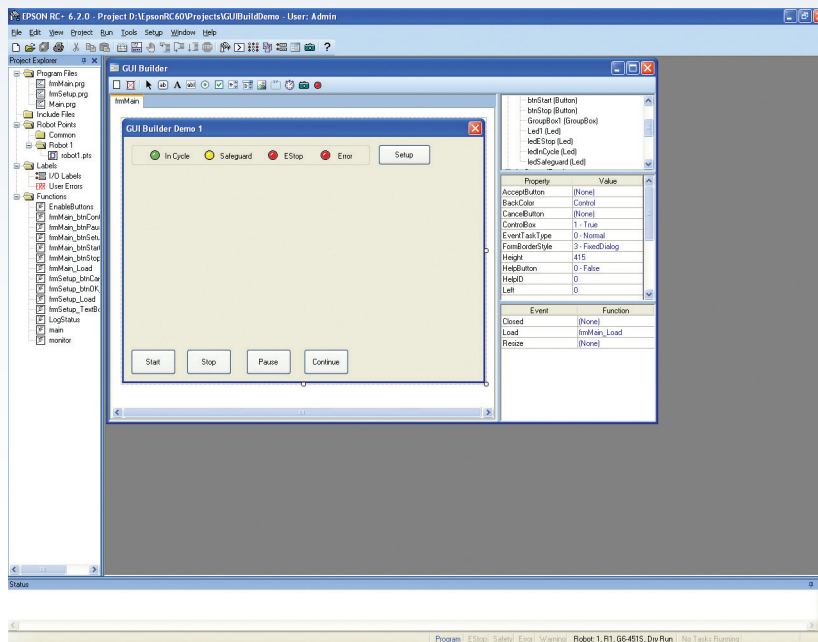 EPSON RC+ 6.2.0 - Project D:\EpsonRC60\Projects\GUIBuildDemo - User: Admin
File Edit View Project Run Tools Setup Window Help
Project Explorer
Program Files
frmMain.prg
frmSetup.prg
Main.prg
Include Files
Robot Points
Common
Robot 1
robot1.pts
Labels
I/O Labels
User Errors
Functions
EnableButtons
frmMain_btnCont
frmMain_btnPau
frmMain_btnSetu
frmMain_btnStart
frmMain_btnStop
frmMain_Load
frmSetup_btnCar
frmSetup_btnOK_
frmSetup_Load
frmSetup_TextBo
LogStatus
main
monitor
GUI Builder
frmMain
GUI Builder Demo 1
In Cycle Safeguard EStop Error Setup
Start Stop Pause Continue
btnStart (Button)
btnStop (Button)
GroupBox1 (GroupBox)
Led1 (Led)
ledEStop (Led)
ledInCycle (Led)
ledSafeguard (Led)
Property Value
AcceptButton (None)
BackColor Control
CancelButton (None)
ControlBox 1 - True
EventTaskType 0 - Normal
FormBorderStyle 3 - FixedDialog
Height 415
HelpButton 0 - False
HelpID 0
Left 0
Event Function
Closed (None)
Load frmMain_Load
Resize (None)
Status
Program EStop Safety Error Warning Robot: 1, R1, G6-451S, Dry Run No Tasks Running